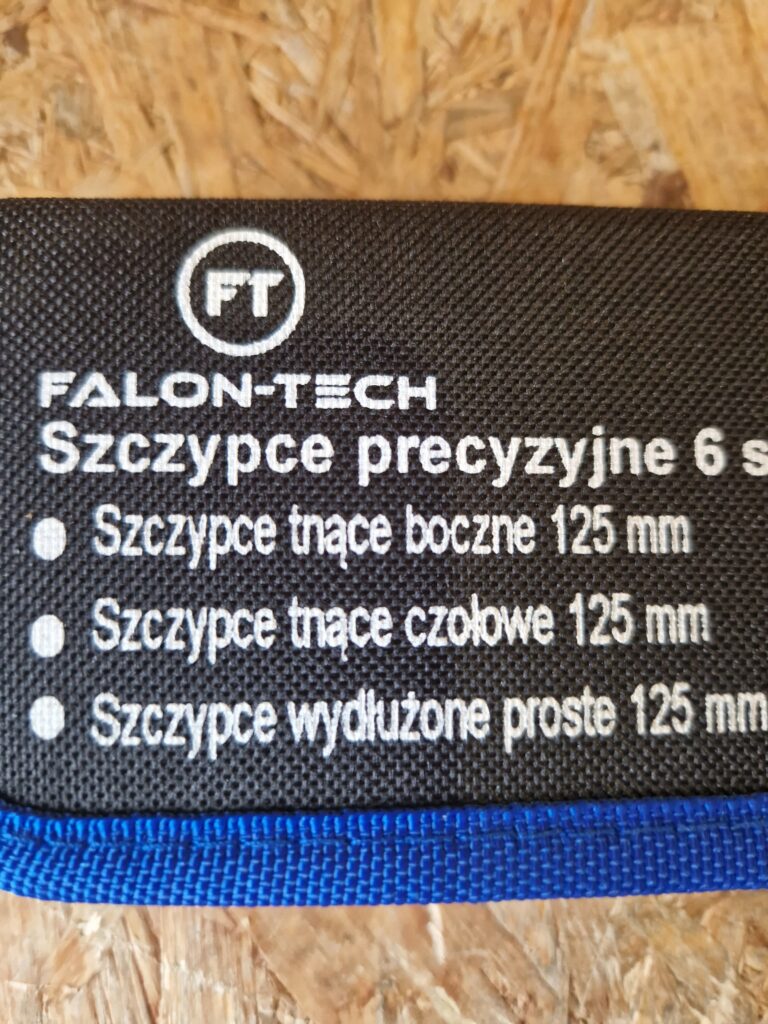 FT
FALON-TECH
Szczypce precyzyjne 6 s
Szczypce tnące boczne 125 mm
Szczypce tnące czołowe 125 mm
Szczypce wydłużone proste 125 mm